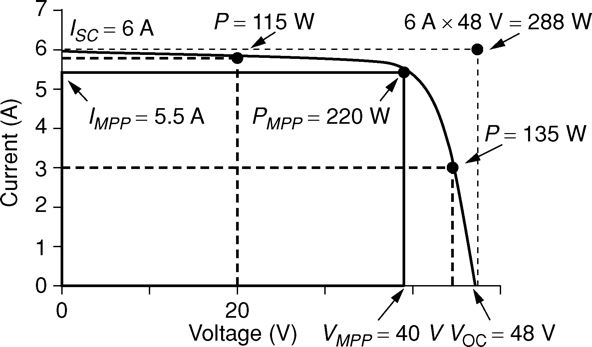 7
I_SC = 6 A
P = 115 W
6 A × 48 V = 288 W
6
5
I_MPP = 5.5 A
P_MPP = 220 W
4
P = 135 W
3
2
1
0
Current (A)
0
20
Voltage (V)
V_MPP = 40 V
V_OC = 48 V